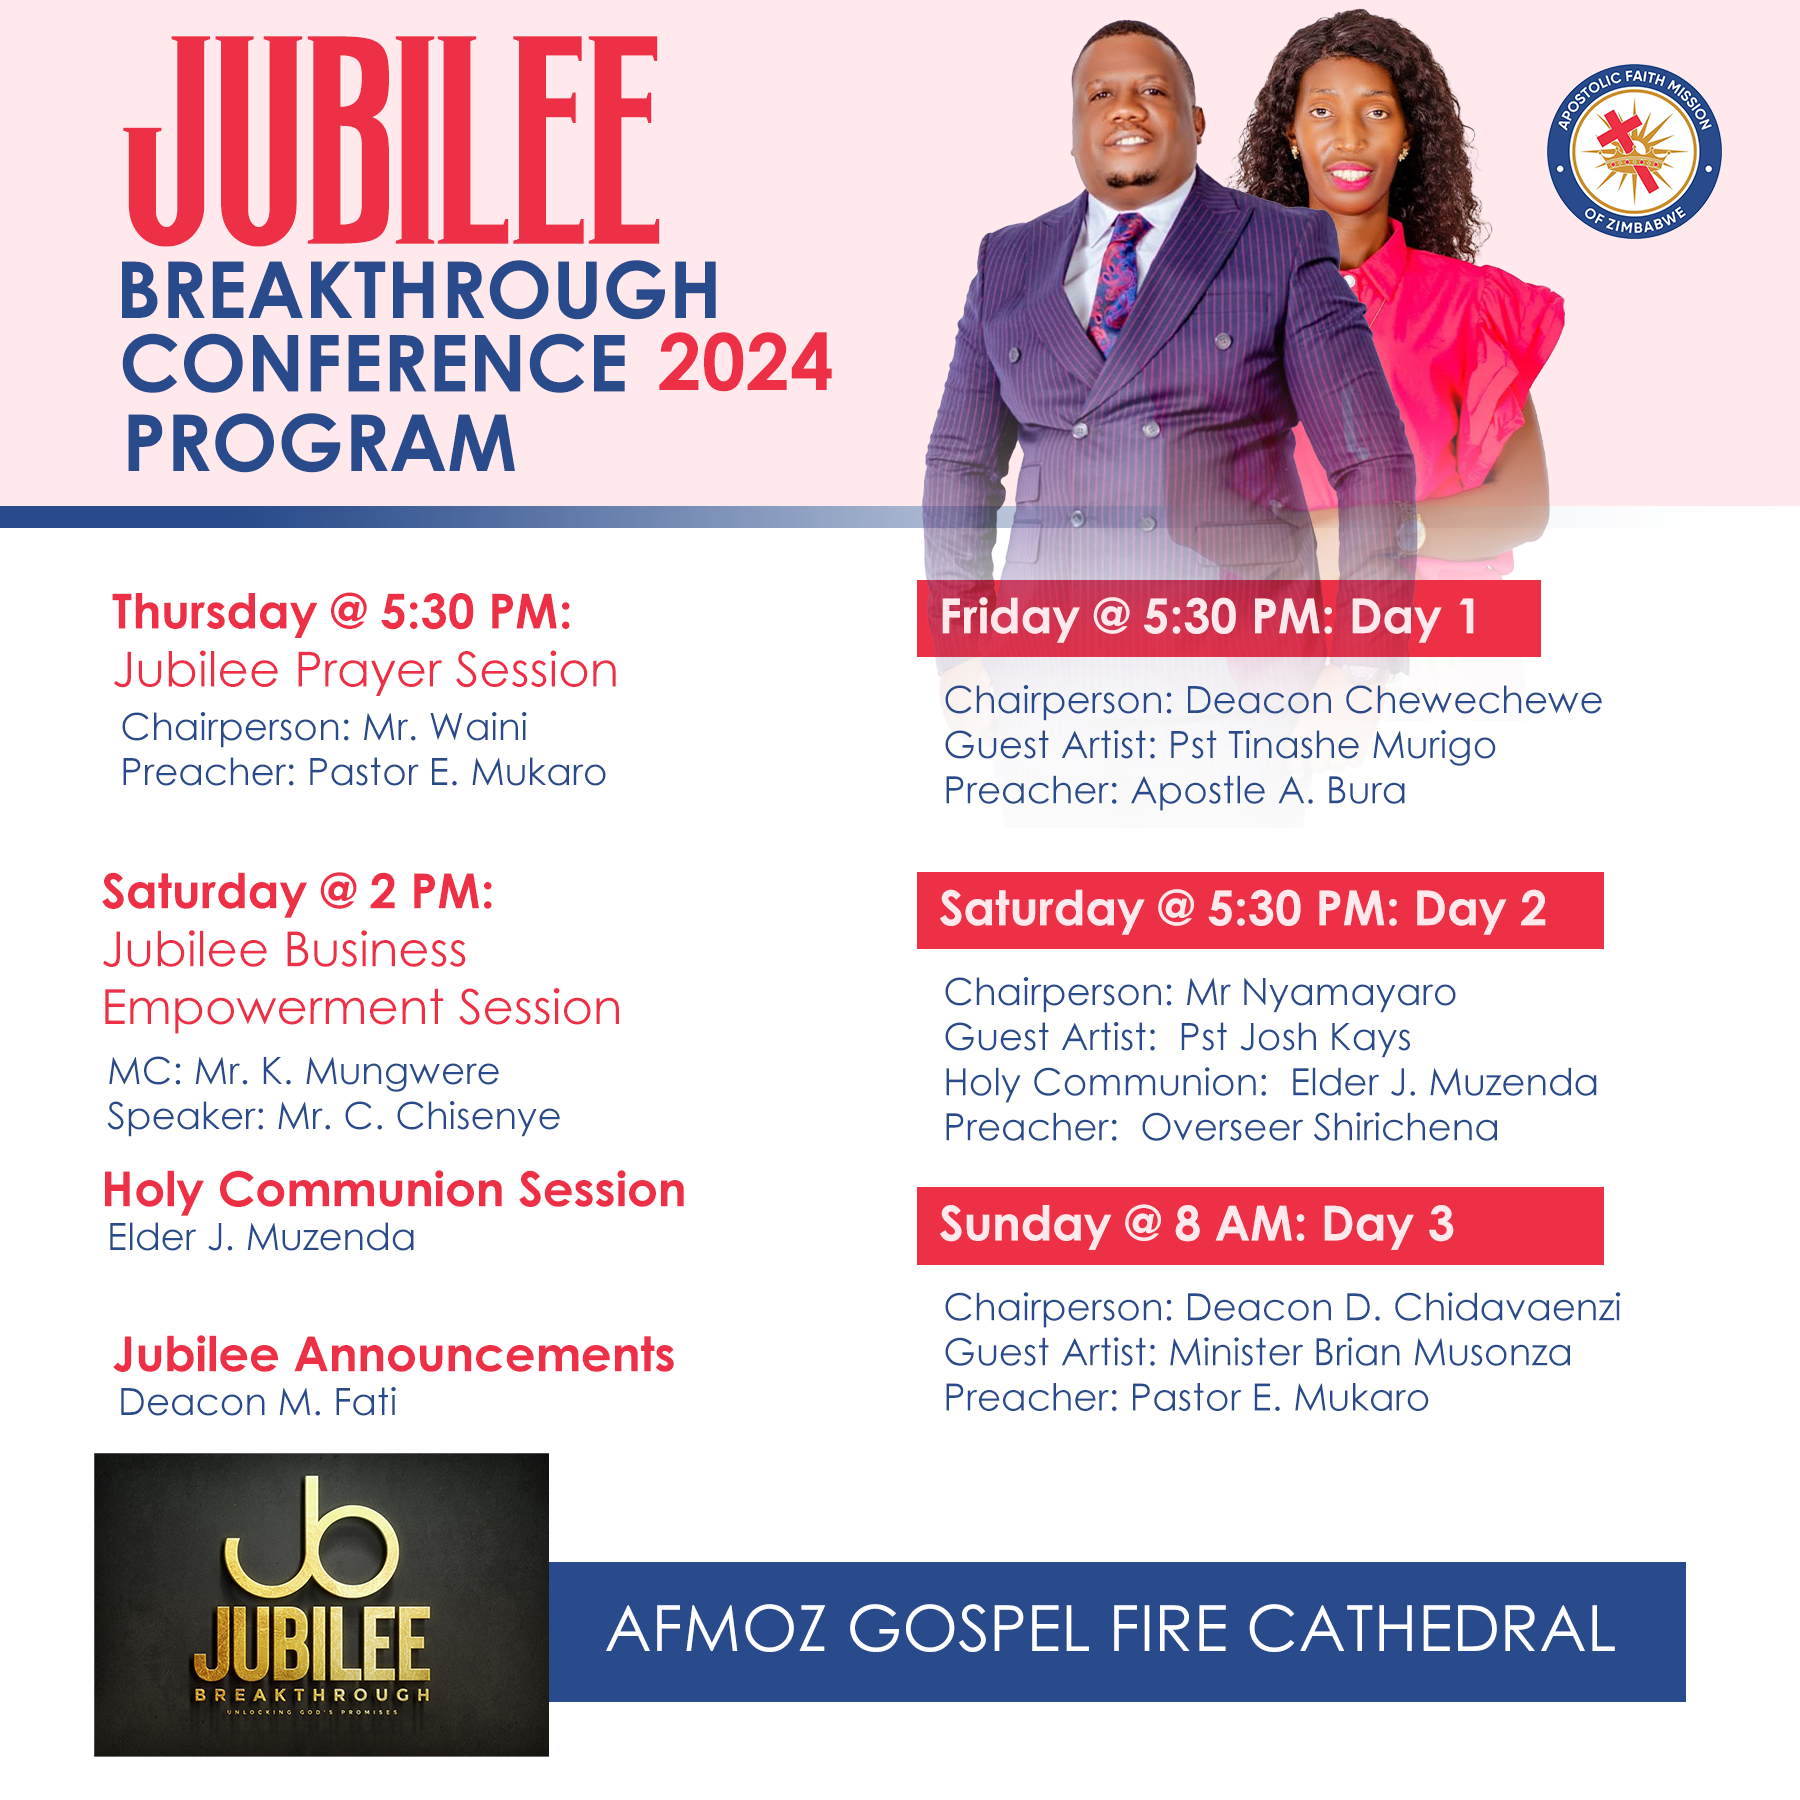 JUBILEE
BREAKTHROUGH
CONFERENCE 2024
PROGRAM
APOSTOLIC FAITH MISSION
OF ZIMBABWE
Thursday @ 5:30 PM:
Jubilee Prayer Session
Chairperson: Mr. Waini
Preacher: Pastor E. Mukaro
Saturday @ 2 PM:
Jubilee Business
Empowerment Session
MC: Mr. K. Mungwere
Speaker: Mr. C. Chisenye
Holy Communion Session
Elder J. Muzenda
Jubilee Announcements
Deacon M. Fati
Friday @ 5:30 PM: Day 1
Chairperson: Deacon Chewechewe
Guest Artist: Pst Tinashe Murigo
Preacher: Apostle A. Bura
Saturday @ 5:30 PM: Day 2
Chairperson: Mr Nyamayaro
Guest Artist: Pst Josh Kays
Holy Communion: Elder J. Muzenda
Preacher: Overseer Shirichena
Sunday @ 8 AM: Day 3
Chairperson: Deacon D. Chidavaenzi
Guest Artist: Minister Brian Musonza
Preacher: Pastor E. Mukaro
jb
JUBILEE
BREAKTHROUGH
UNLOCKING GOD'S PROMISES
AFMOZ GOSPEL FIRE CATHEDRAL